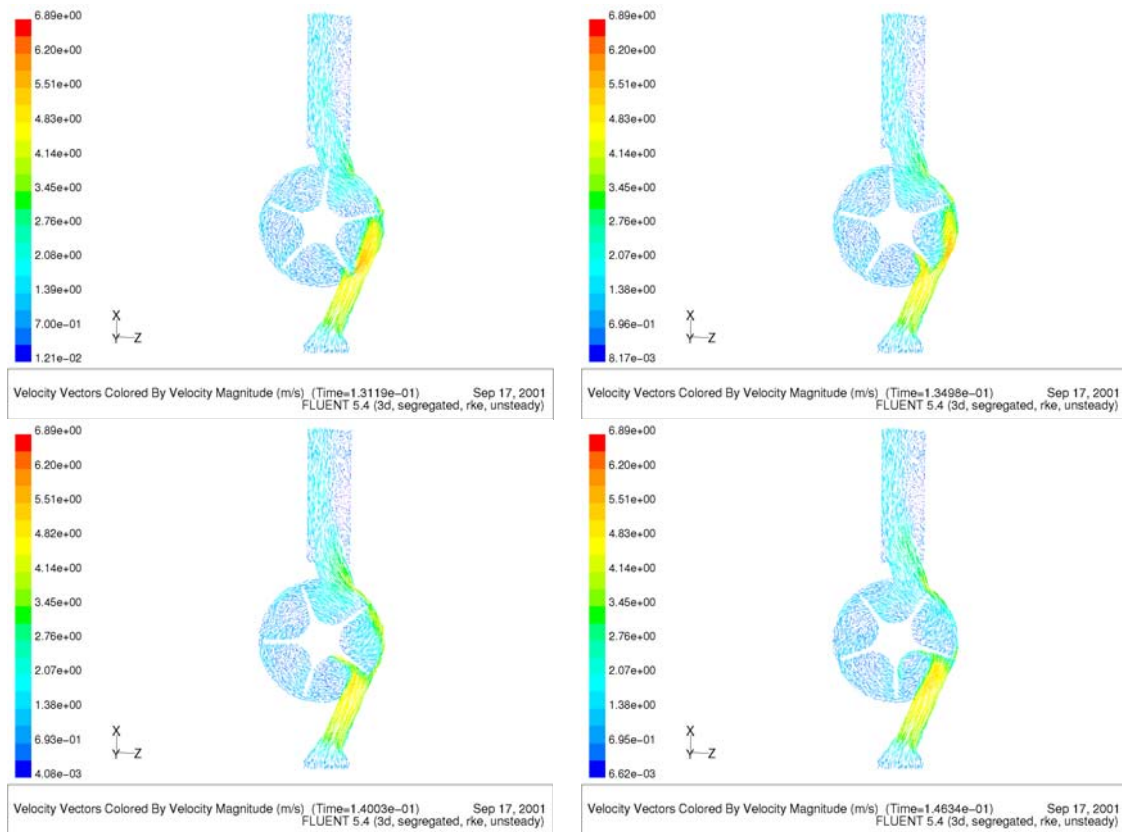 6.89e+00
6.20e+00
5.51e+00
4.83e+00
4.14e+00
3.45e+00
2.76e+00
2.08e+00
1.39e+00
7.00e−01
1.21e−02
X
Y Z
Velocity Vectors Colored By Velocity Magnitude (m/s) (Time=1.3119e−01) Sep 17, 2001
FLUENT 5.4 (3d, segregated, rke, unsteady)
6.89e+00
6.20e+00
5.51e+00
4.83e+00
4.14e+00
3.45e+00
2.76e+00
2.08e+00
1.39e+00
6.96e−01
8.17e−03
X
Y Z
Velocity Vectors Colored By Velocity Magnitude (m/s) (Time=1.3498e−01) Sep 17, 2001
FLUENT 5.4 (3d, segregated, rke, unsteady)
6.89e+00
6.20e+00
5.51e+00
4.82e+00
4.14e+00
3.45e+00
2.76e+00
2.07e+00
1.38e+00
6.93e−01
4.08e−03
X
Y Z
Velocity Vectors Colored By Velocity Magnitude (m/s) (Time=1.4003e−01) Sep 17, 2001
FLUENT 5.4 (3d, segregated, rke, unsteady)
6.89e+00
6.20e+00
5.51e+00
4.82e+00
4.14e+00
3.45e+00
2.76e+00
2.07e+00
1.38e+00
6.95e−01
6.62e−03
X
Y Z
Velocity Vectors Colored By Velocity Magnitude (m/s) (Time=1.4634e−01) Sep 17, 2001
FLUENT 5.4 (3d, segregated, rke, unsteady)